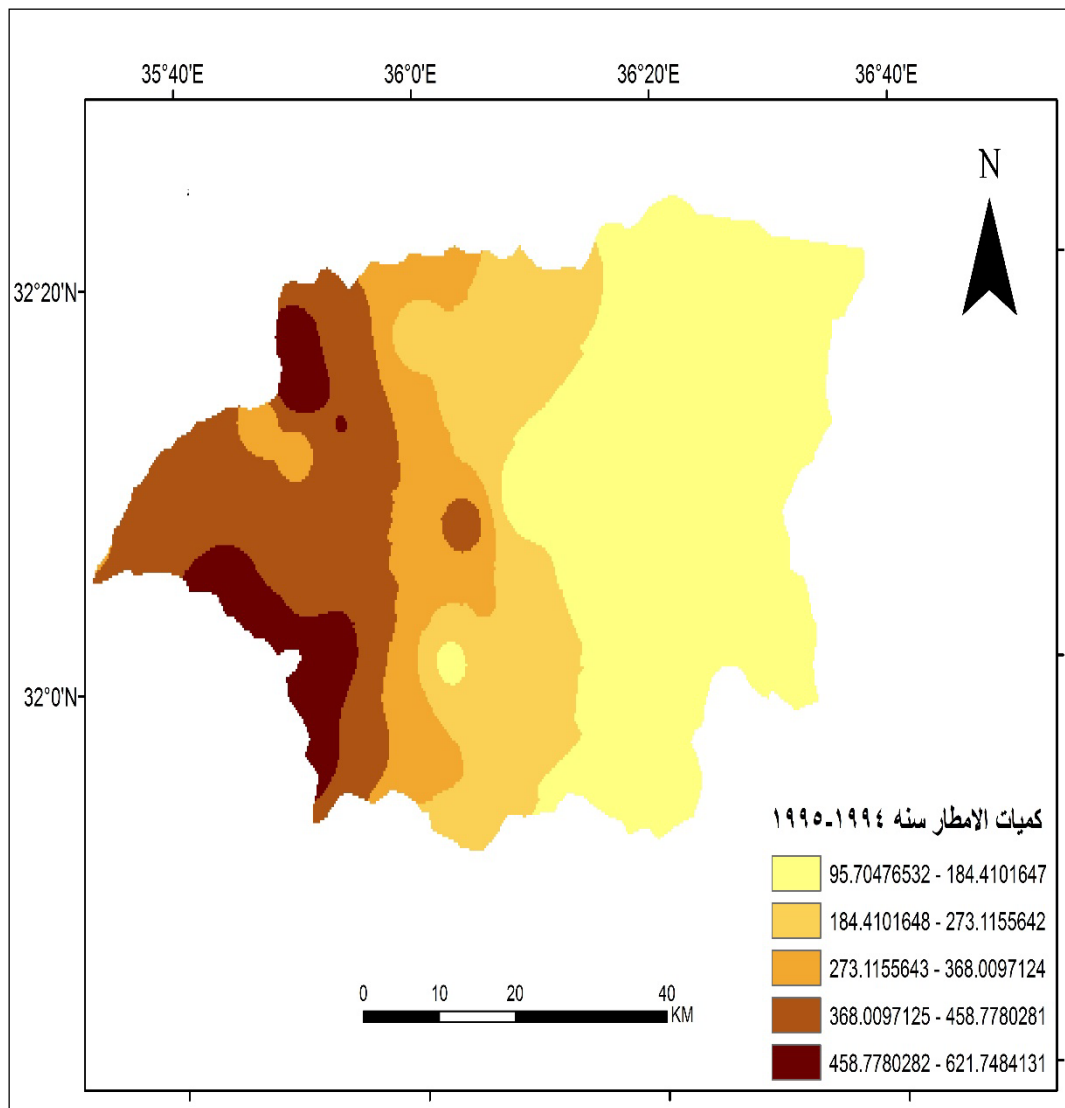 35°40'E 36°0'E 36°20'E 36°40'E
N
32°20'N
32°0'N
كميات الامطار سنه ١٩٩٤-١٩٩٥
95.70476532 - 184.4101647
184.4101648 - 273.1155642
273.1155643 - 368.0097124
368.0097125 - 458.7780281
458.7780282 - 621.7484131
0 10 20 40
KM